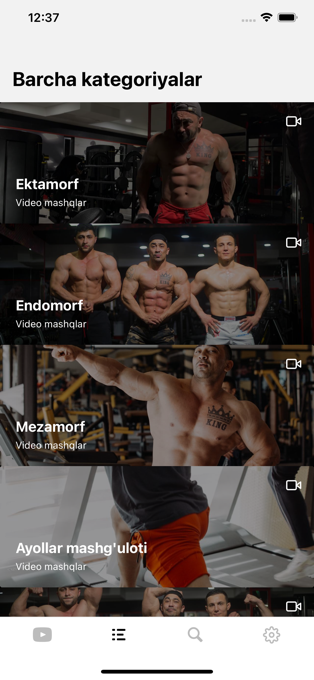 12:37
Barcha kategoriyalar
Ektamorf
Video mashqlar
Endomorf
Video mashqlar
KING
Mezamorf
Video mashqlar
Ayollar mashg'uloti
Video mashqlar